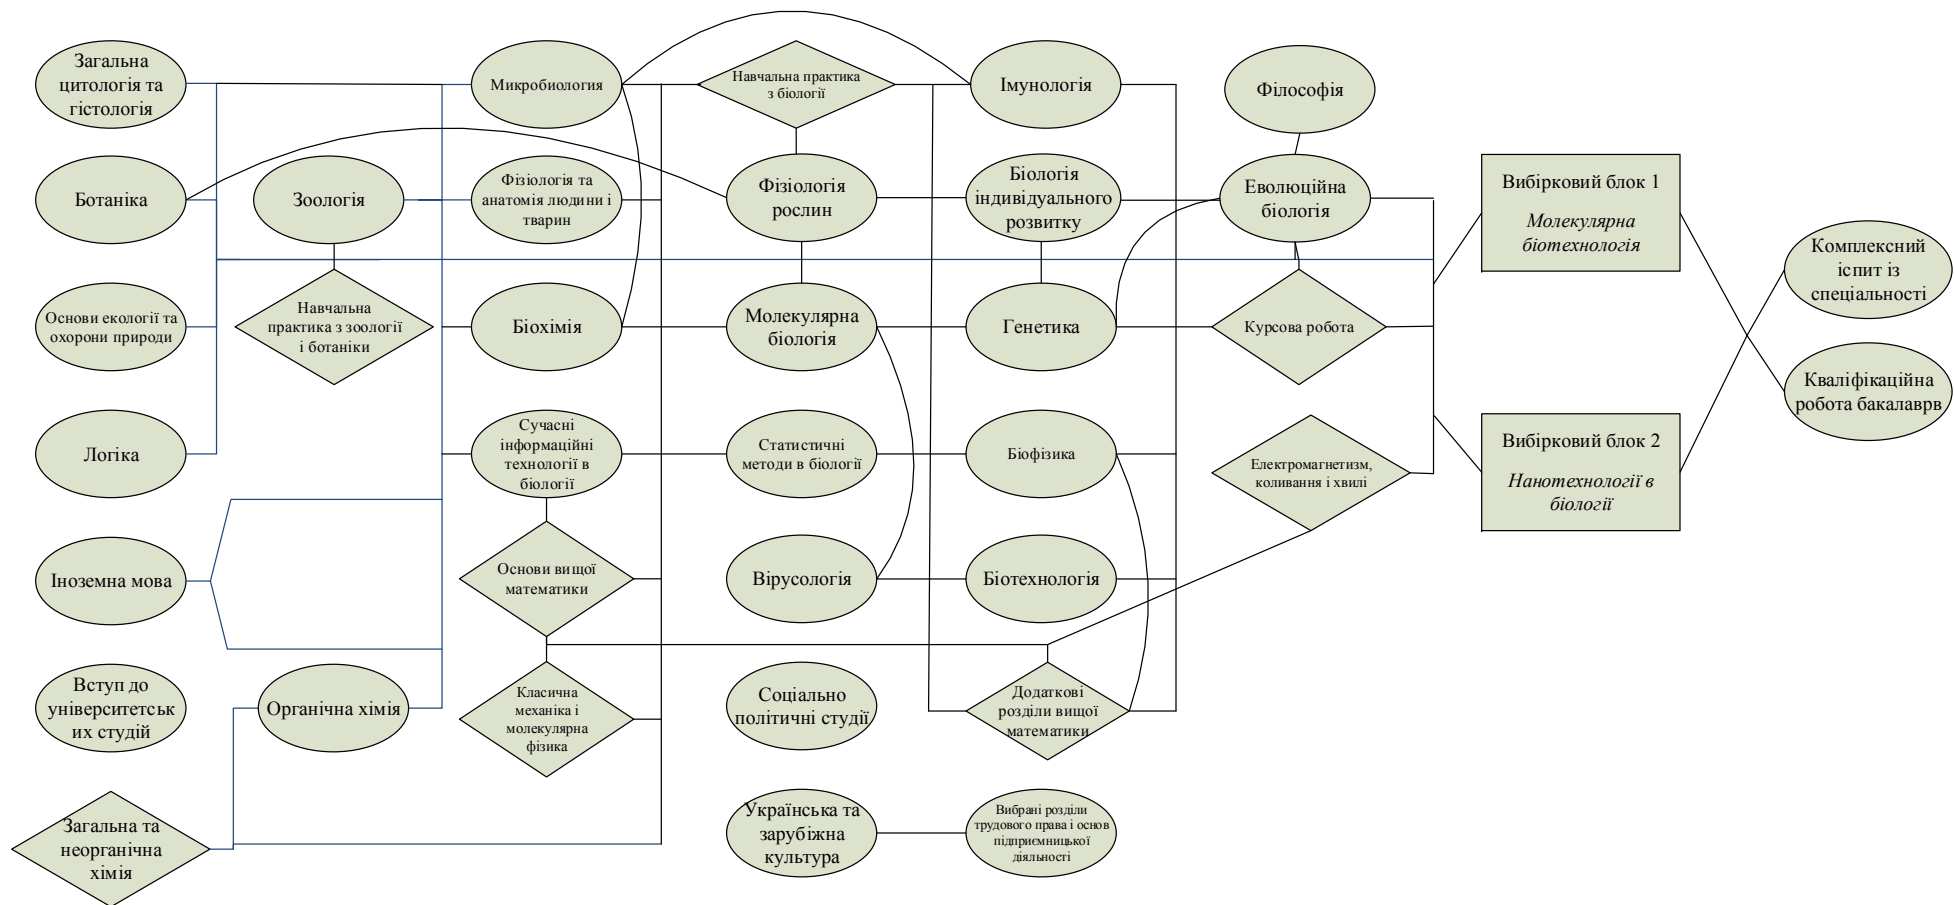 Загальна
цитологія та
гістологія
Микробиология
Навчальна практика
з біології
Імунологія
Філософія
Ботаніка
Зоологія
Фізіологія та
анатомія людини і
тварин
Фізіологія
рослин
Біологія
індивідуального
розвитку
Еволюційна
біологія
Вибірковий блок 1
Молекулярна
біотехнологія
Комплексний
іспит із
спеціальності
Основи екології та
охорони природи
Навчальна
практика з зоології
і ботаніки
Біохімія
Молекулярна
біологія
Генетика
Курсова робота
Кваліфікаційна
робота бакалаврв
Логіка
Сучасні
інформаційні
технології в
біології
Статистичні
методи в біології
Біофізика
Електромагнетизм,
коливання і хвилі
Вибірковий блок 2
Нанотехнології в
біології
Іноземна мова
Основи вищої
математики
Вірусологія
Біотехнологія
Вступ до
університетськ
их студій
Органічна хімія
Класична
механіка і
молекулярна
фізика
Соціально
політичні студії
Додаткові
розділи вищої
математики
Загальна та
неорганічна
хімія
Українська та
зарубіжна
культура
Вибрані розділи
трудового права і основ
підприємницької
діяльності